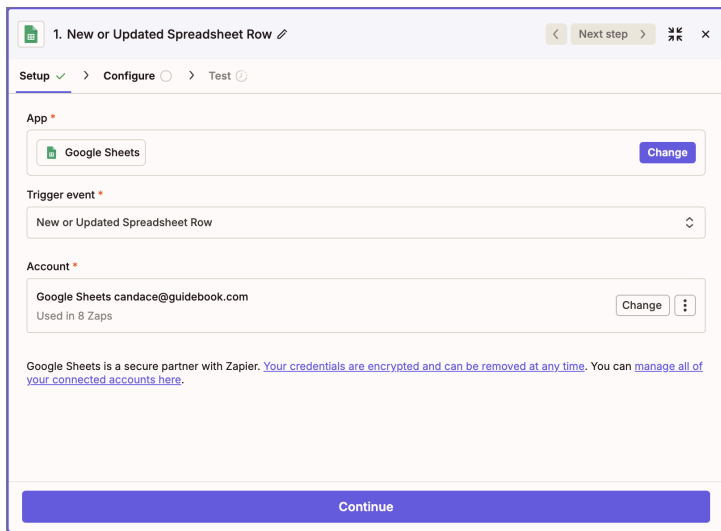 1. New or Updated Spreadsheet Row
Next step
Setup
Configure
Test
App *
Google Sheets
Change
Trigger event *
New or Updated Spreadsheet Row
Account *
Google Sheets candace@guidebook.com
Used in 8 Zaps
Change
Google Sheets is a secure partner with Zapier. Your credentials are encrypted and can be removed at any time. You can manage all of
your connected accounts here.
Continue